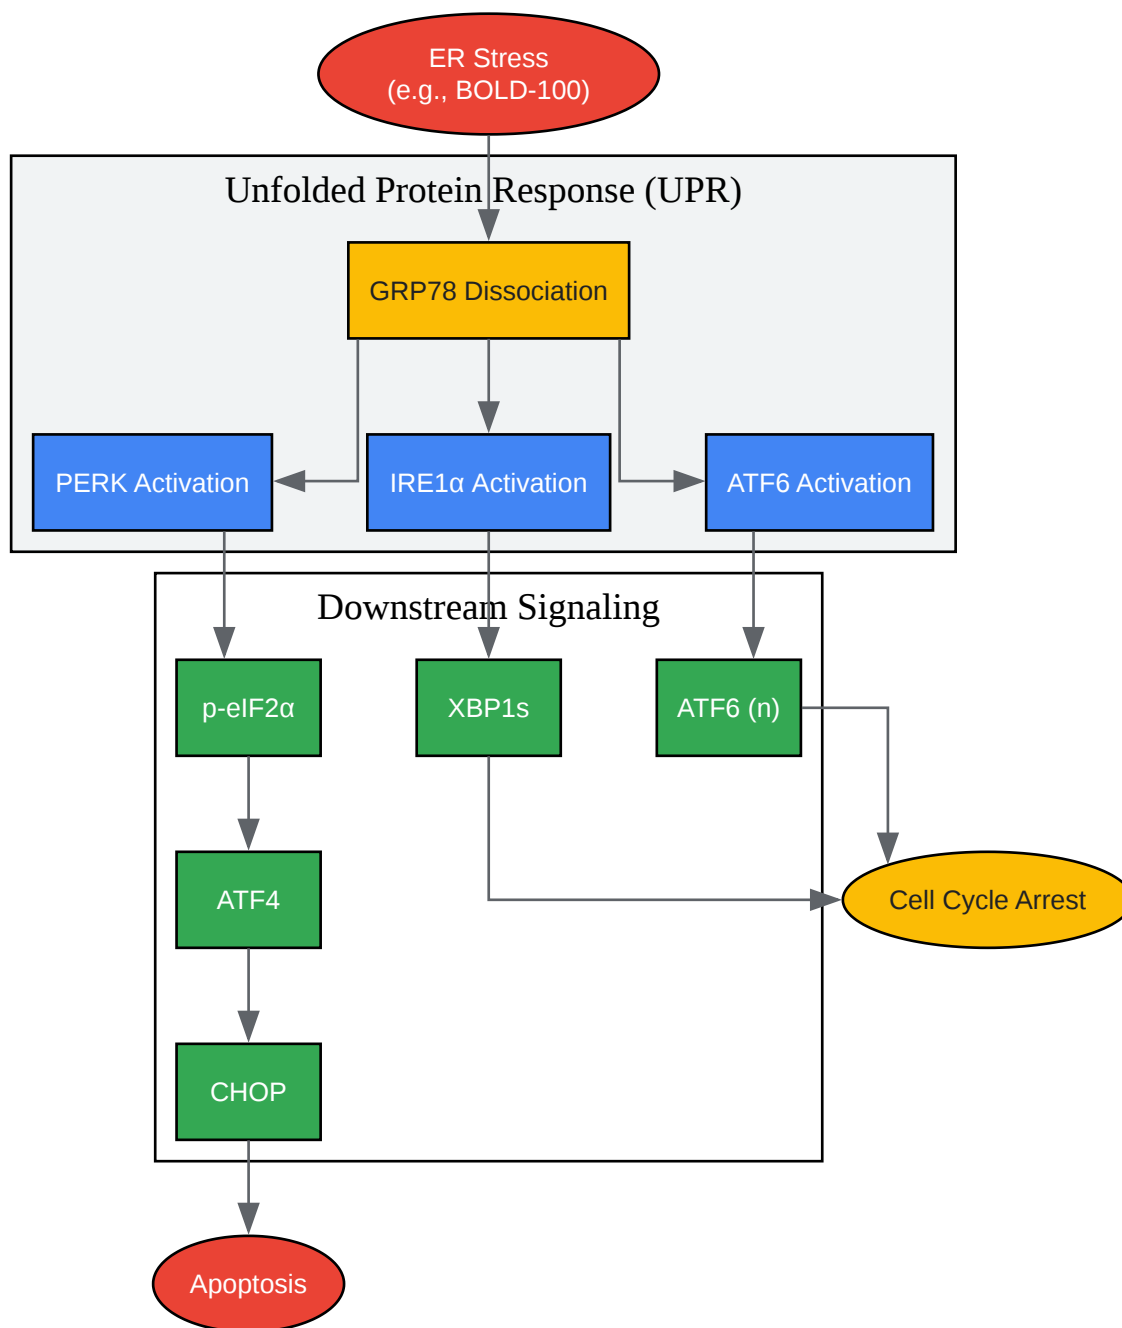 ER Stress
(e.g., BOLD-100)
Unfolded Protein Response (UPR)
GRP78 Dissociation
PERK Activation
IRE1α Activation
ATF6 Activation
Downstream Signaling
p-eIF2α
XBP1s
ATF6 (n)
ATF4
Cell Cycle Arrest
CHOP
Apoptosis